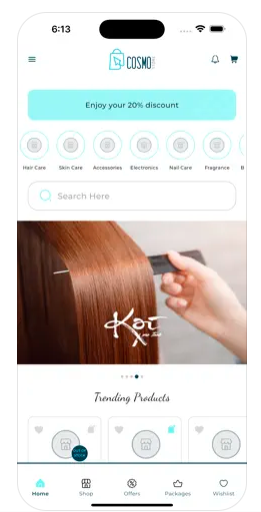 6:13
COSMO
Enjoy your 20% discount
Hair Care Skin Care Accessories Electronics Nail Care Fragrance B
Search Here
Koi
Trending Products
Home Shop Offers Packages Wishlist